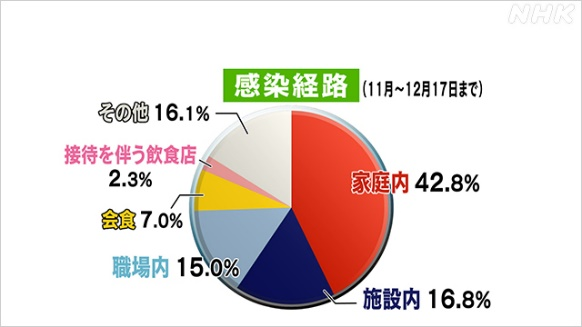 NHK
感染経路 (11月~12月17日まで)
その他 16.1%
接待を伴う飲食店
2.3%
会食 7.0%
職場内 15.0%
家庭内 42.8%
施設内 16.8%